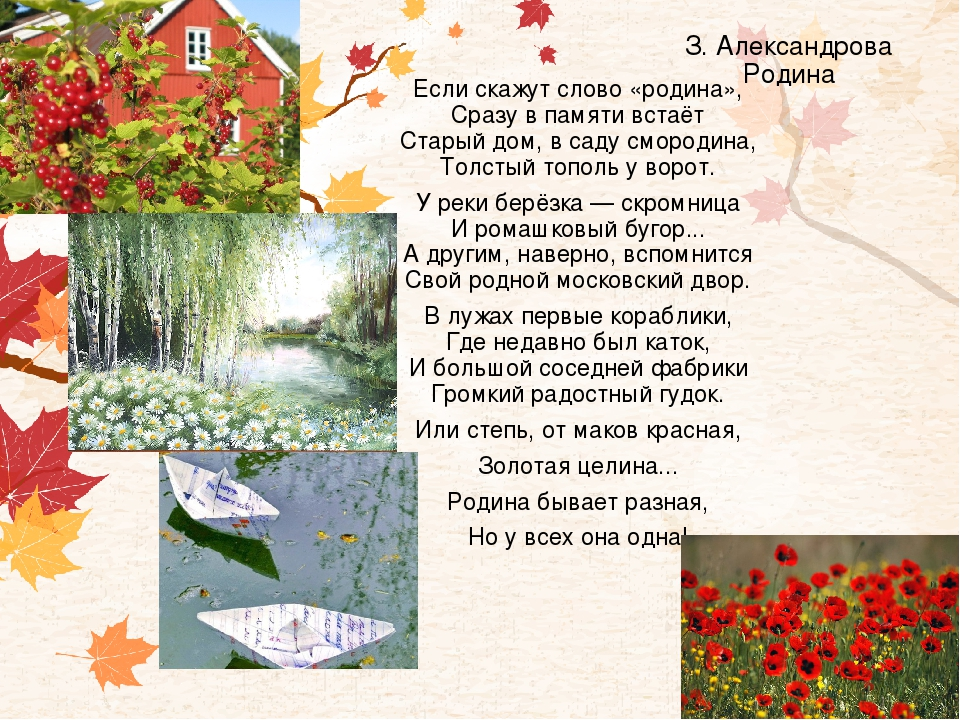 З. Александрова
Родина
Если скажут слово «родина»,
Сразу в памяти встаёт
Старый дом, в саду смородина,
Толстый тополь у ворот.
У реки берёзка — скромница
И ромашковый бугор...
А другим, наверно, вспомнится
Свой родной московский двор.
В лужах первые кораблики,
Где недавно был каток,
И большой соседней фабрики
Громкий радостный гудок.
Или степь, от маков красная,
Золотая целина...
Родина бывает разная,
Но у всех она одна!